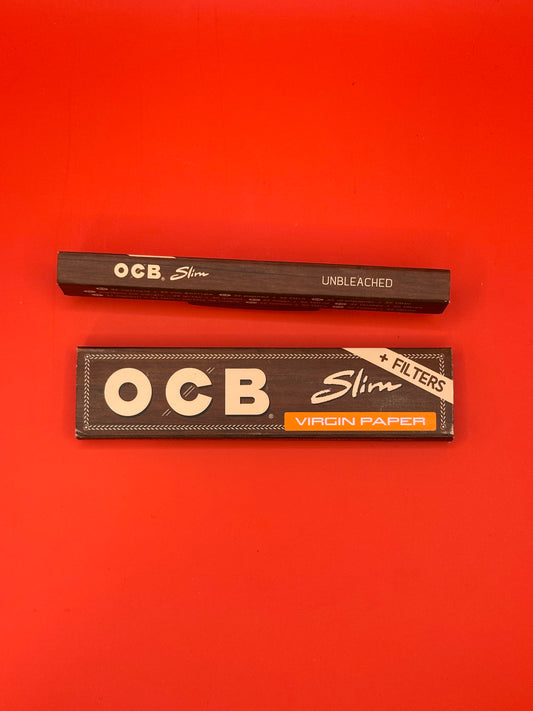 OCB® Slim UNBLEACHED
OCB® Slim
+ FILTERS
VIRGIN PAPER